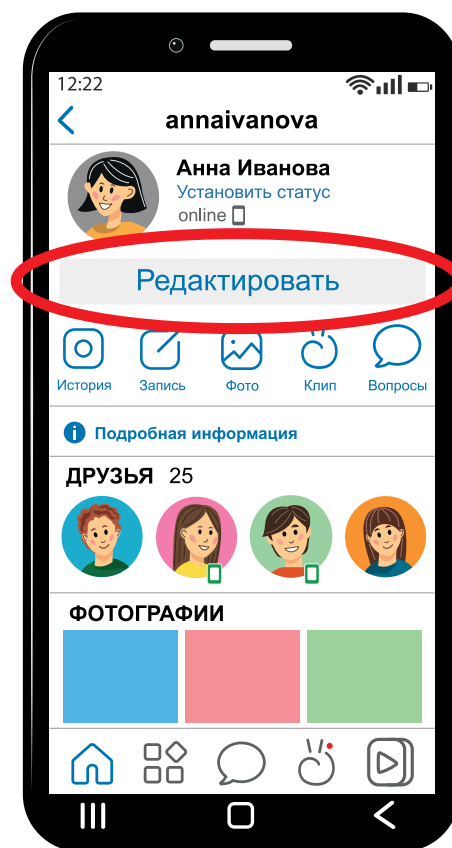 12:22
annaivanova
Анна Иванова
Установить статус
online
Редактировать
История Запись Фото Клип Вопросы
Подробная информация
ДРУЗЬЯ 25
ФОТОГРАФИИ